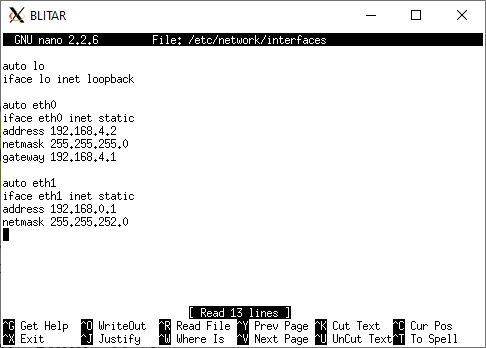 BLITAR
GNU nano 2.2.6 File: /etc/network/interfaces
auto lo
iface lo inet loopback
auto eth0
iface eth0 inet static
address 192.168.4.2
netmask 255.255.255.0
gateway 192.168.4.1
auto eth1
iface eth1 inet static
address 192.168.0.1
netmask 255.255.252.0
[ Read 13 lines ]
^G Get Help ^O WriteOut ^R Read File ^Y Prev Page ^K Cut Text ^C Cur Pos
^X Exit ^J Justify ^W Where Is ^V Next Page ^U UnCut Text ^T To Spell